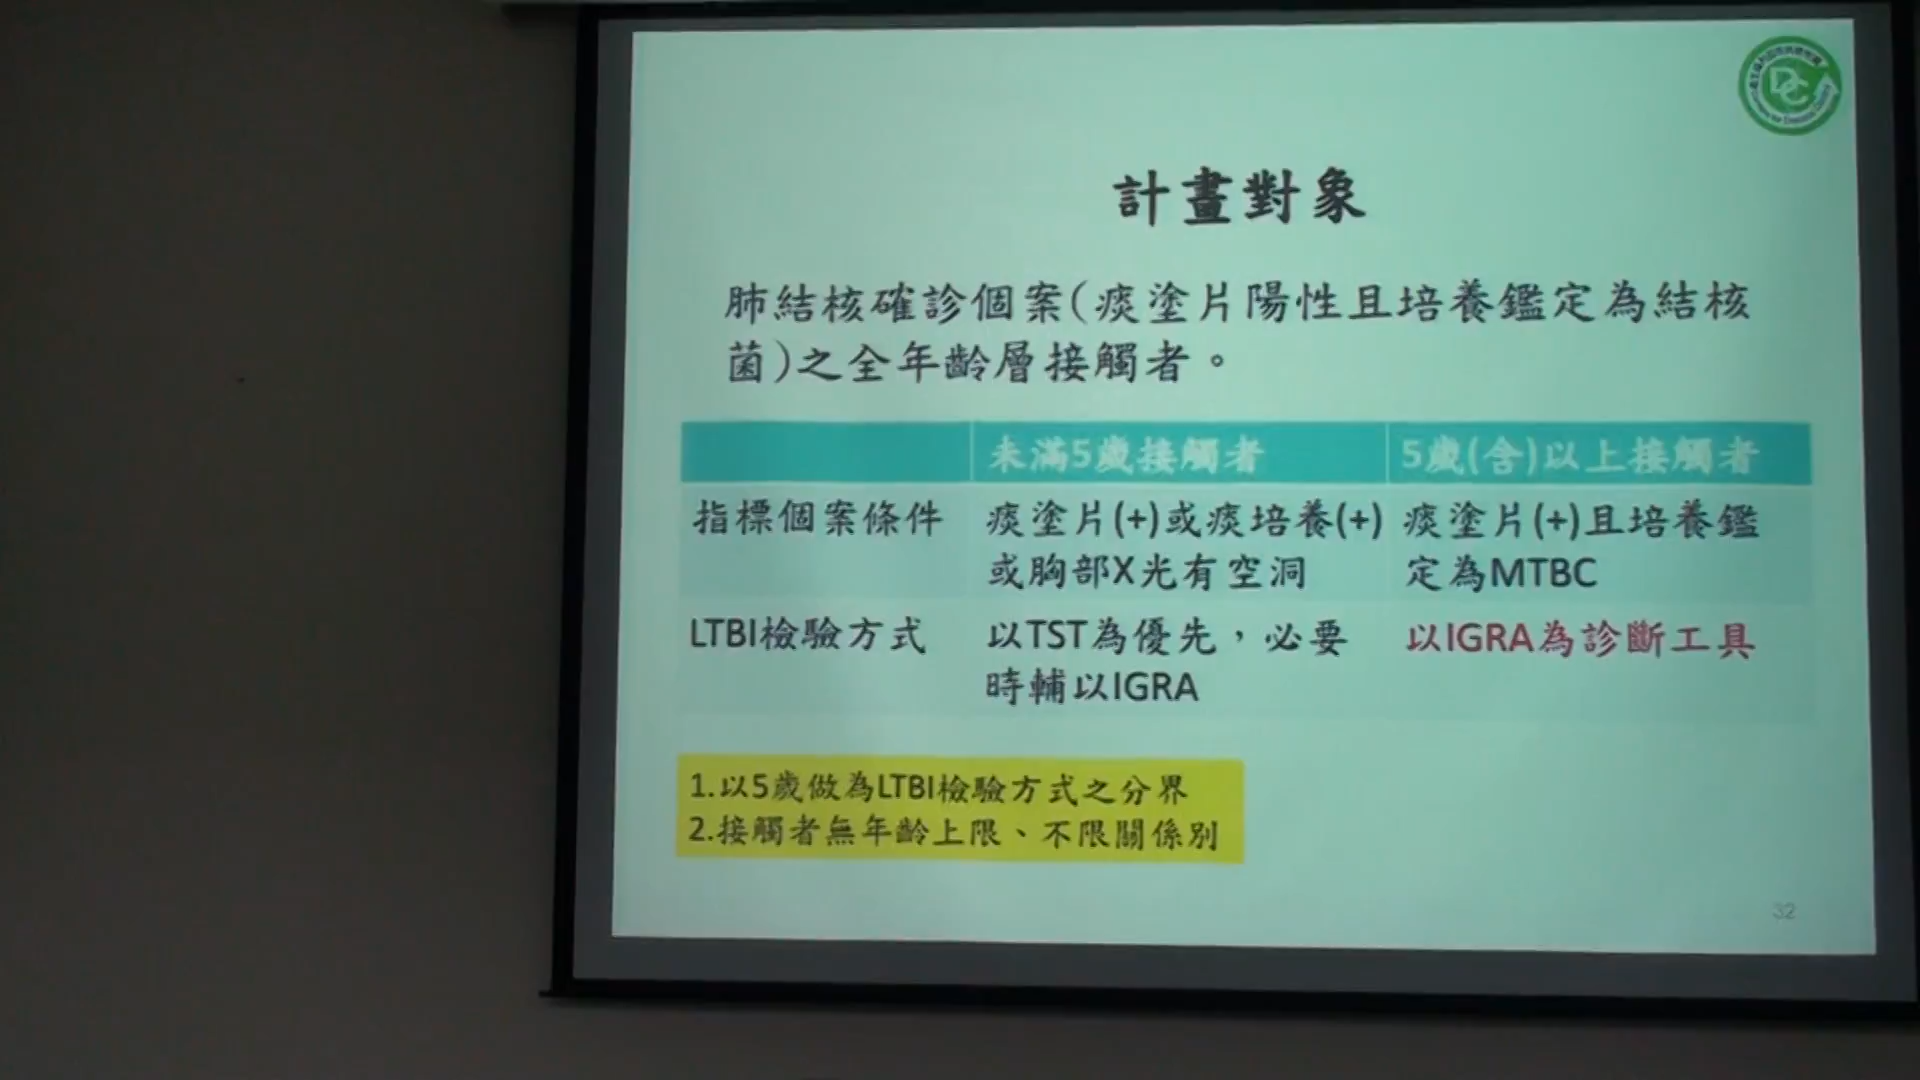 計畫對象
肺結核確診個案(痰塗片陽性且培養鑑定為結核
菌)之全年齡層接觸者。
未滿5歲接觸者
5歲(含)以上接觸者
指標個案條件
痰塗片(+)或痰培養(+)
或胸部X光有空洞
痰塗片(+)且培養鑑
定為MTBC
LTBI檢驗方式
以TST為優先，必要
時輔以IGRA
以IGRA為診斷工具
1.以5歲做為LTBI檢驗方式之分界
2.接觸者無年齡上限、不限關係別
32